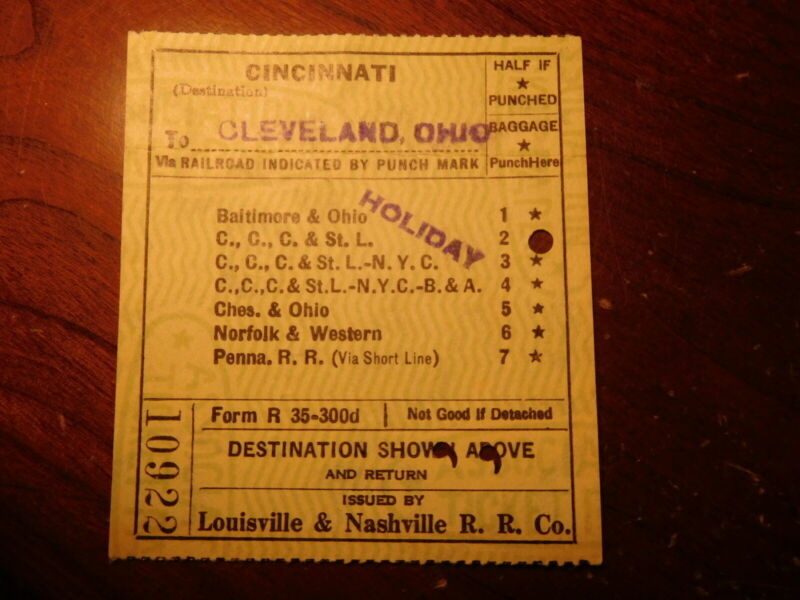 CINCINNATI
(Destination)
To CLEVELAND, OHIO
Via RAILROAD INDICATED BY PUNCH MARK
HALF IF
★
PUNCHED
BAGGAGE
★
Punch Here
HOLIDAY
Baltimore & Ohio 1 ★
C., C., C. & St. L. 2
C., C., C. & St. L.-N. Y. C. 3 ★
C.,C.,C. & St.L.-N.Y.C.-B. & A. 4 ★
Ches. & Ohio 5 ★
Norfolk & Western 6 ★
Penna. R. R. (Via Short Line) 7 ★
10922
Form R 35-300d | Not Good If Detached
DESTINATION SHOWN ABOVE
AND RETURN
ISSUED BY
Louisville & Nashville R. R. Co.